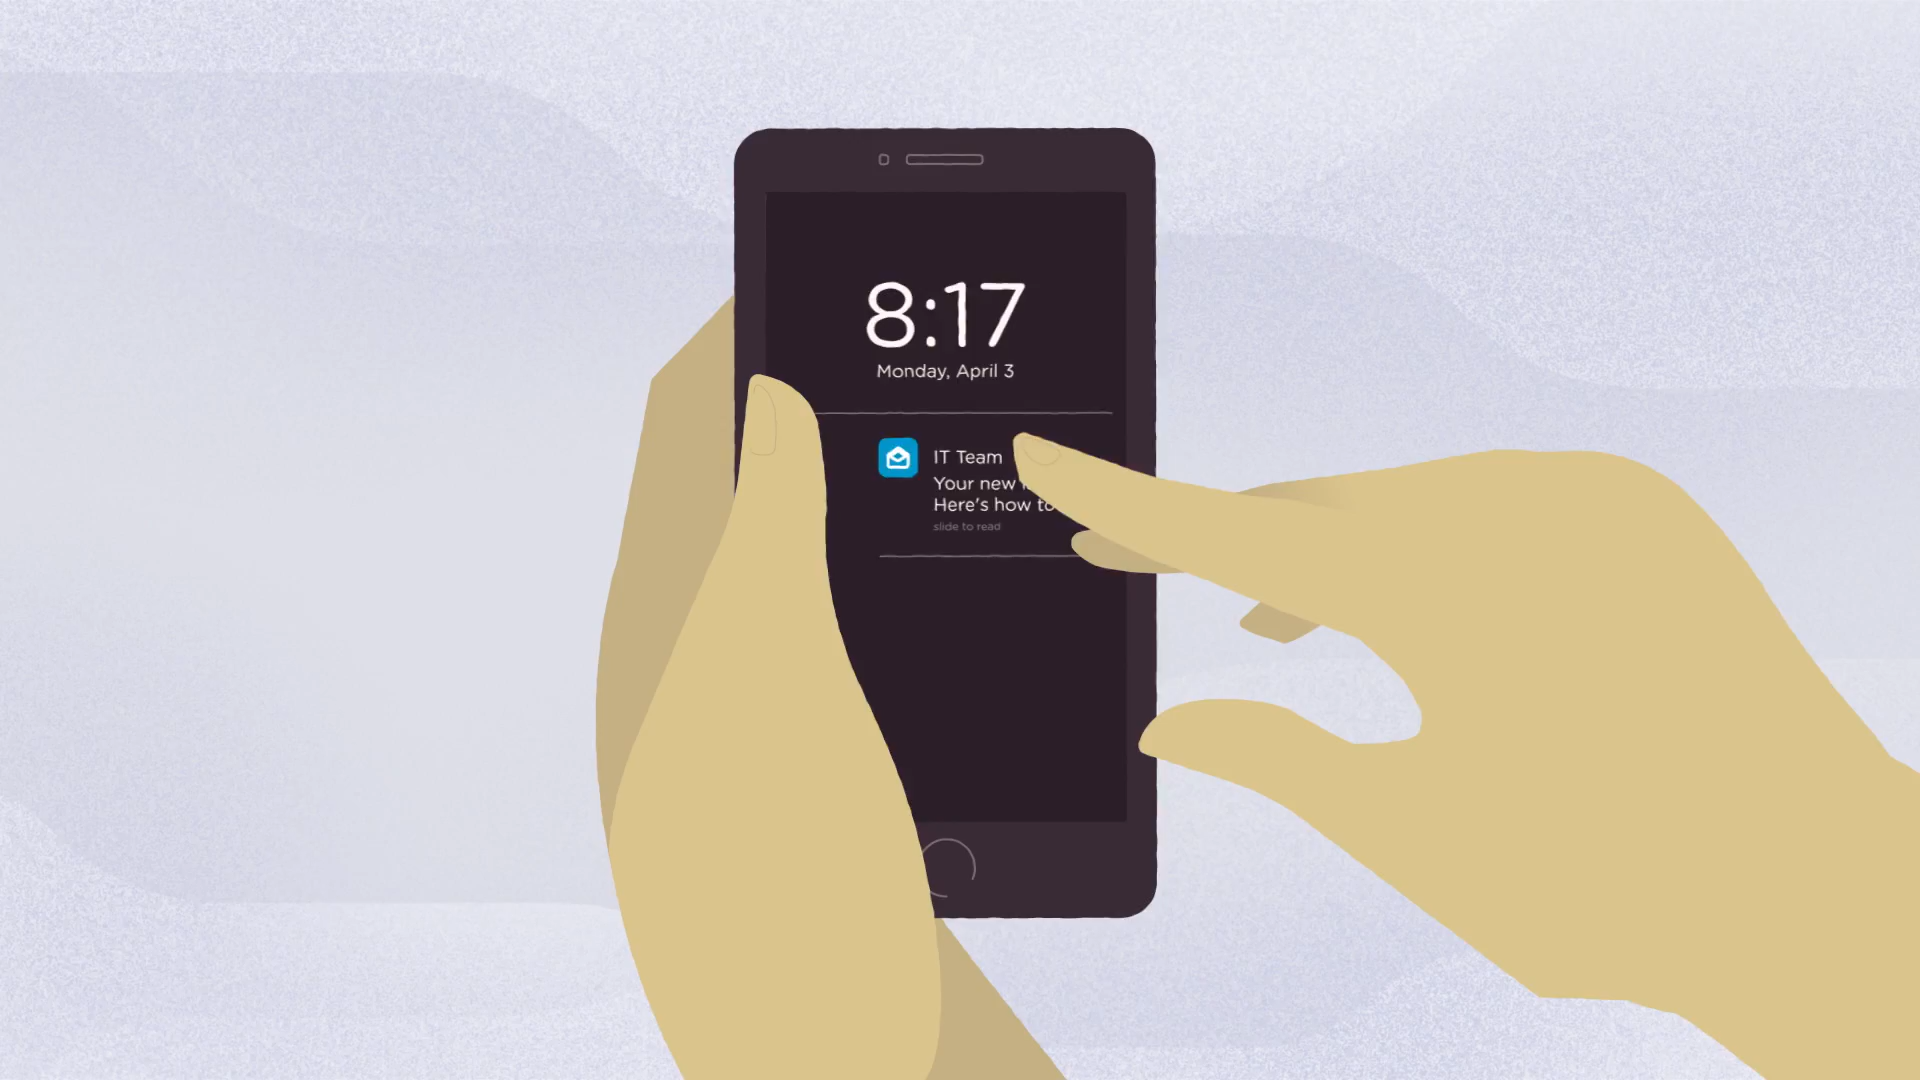 8:17
Monday, April 3
IT Team
Your new
Here's how to
slide to read